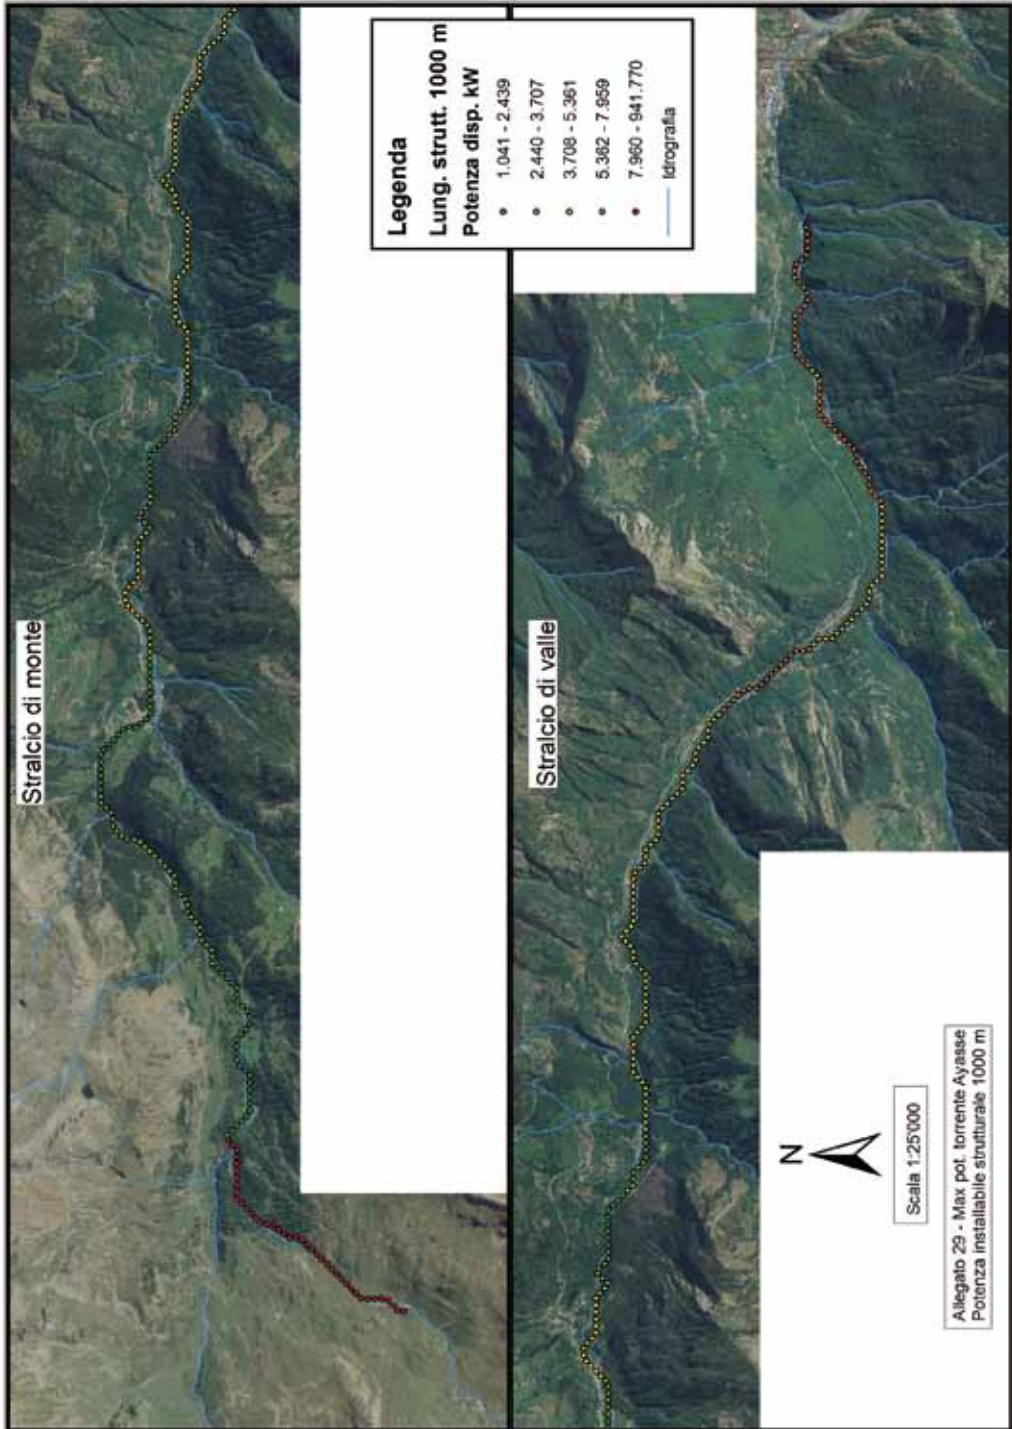 Stralcio di monte
Legenda
Lung. strutt. 1000 m
Potenza disp. kW
1.041 - 2.439
2.440 - 3.707
3.708 - 5.361
5.362 - 7.959
7.960 - 941.770
Idrografia
Stralcio di valle
N
Scala 1:25'000
Allegato 29 - Max pot. torrente Ayasse
Potenza installabile strutturale 1000 m